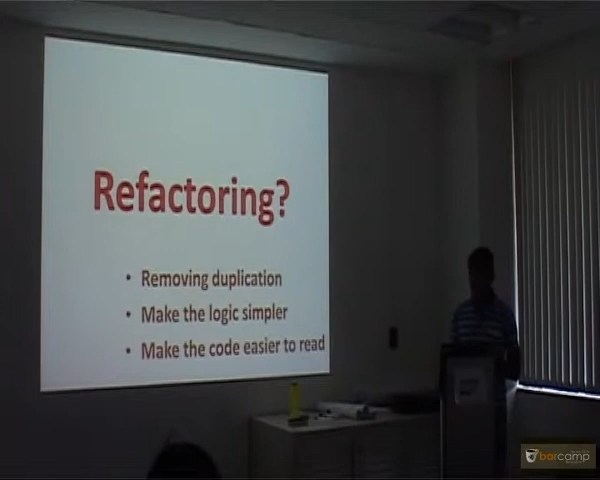 Refactoring?
• Removing duplication
• Make the logic simpler
• Make the code easier to read
barcamp